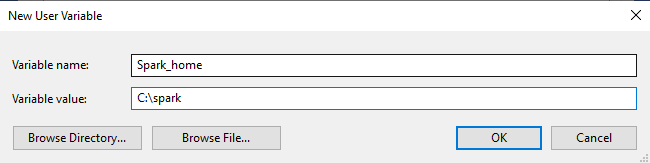 New User Variable
Variable name: Spark_home
Variable value: C:\spark
Browse Directory... Browse File... OK Cancel